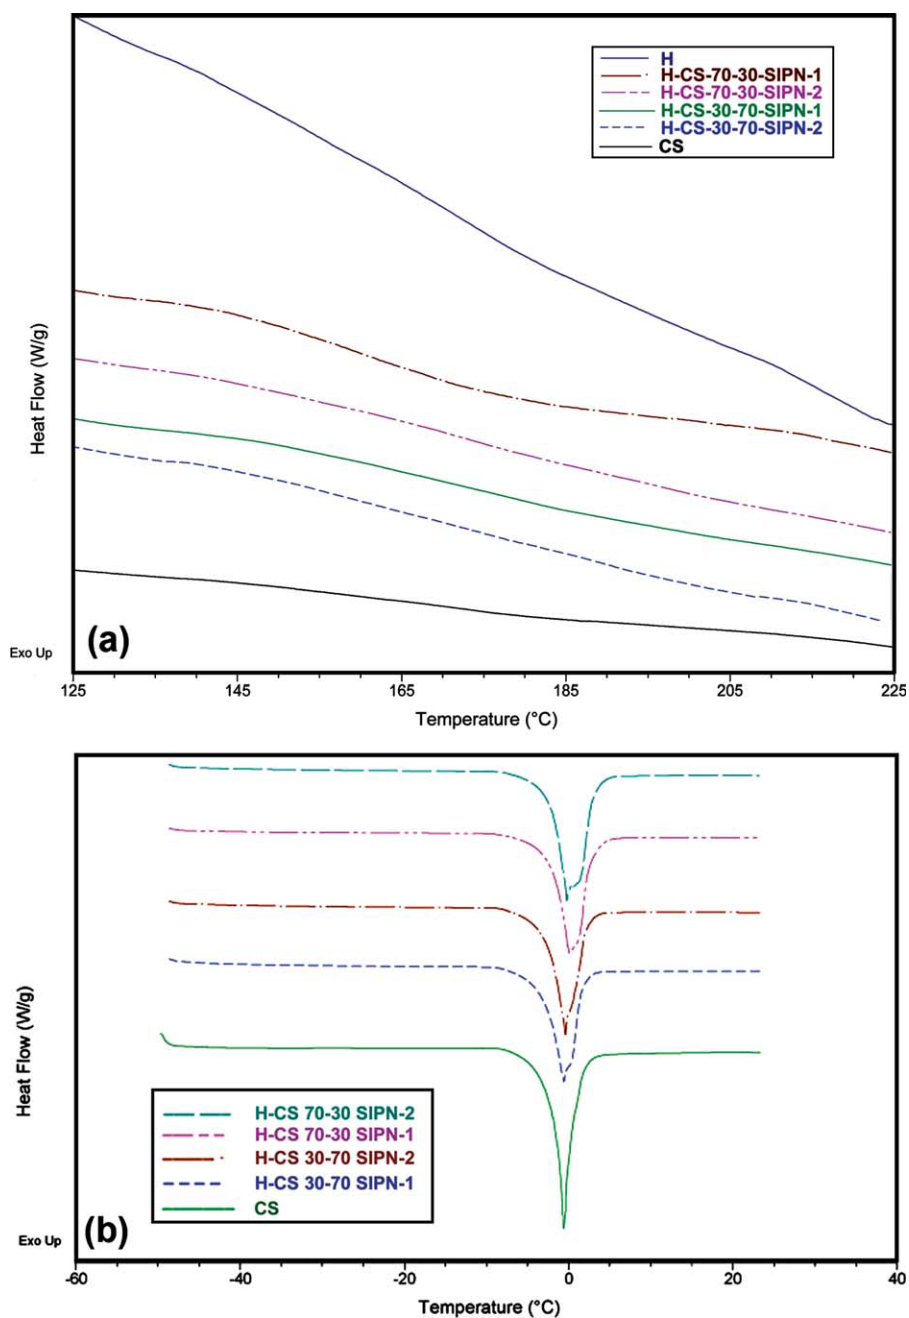 H
H-CS-70-30-SIPN-1
H-CS-70-30-SIPN-2
H-CS-30-70-SIPN-1
H-CS-30-70-SIPN-2
CS
Heat Flow (W/g)
(a)
Exo Up
125 145 165 185 205 225
Temperature (°C)
Heat Flow (W/g)
H-CS 70-30 SIPN-2
H-CS 70-30 SIPN-1
H-CS 30-70 SIPN-2
H-CS 30-70 SIPN-1
CS
(b)
Exo Up
-60 -40 -20 0 20 40
Temperature (°C)